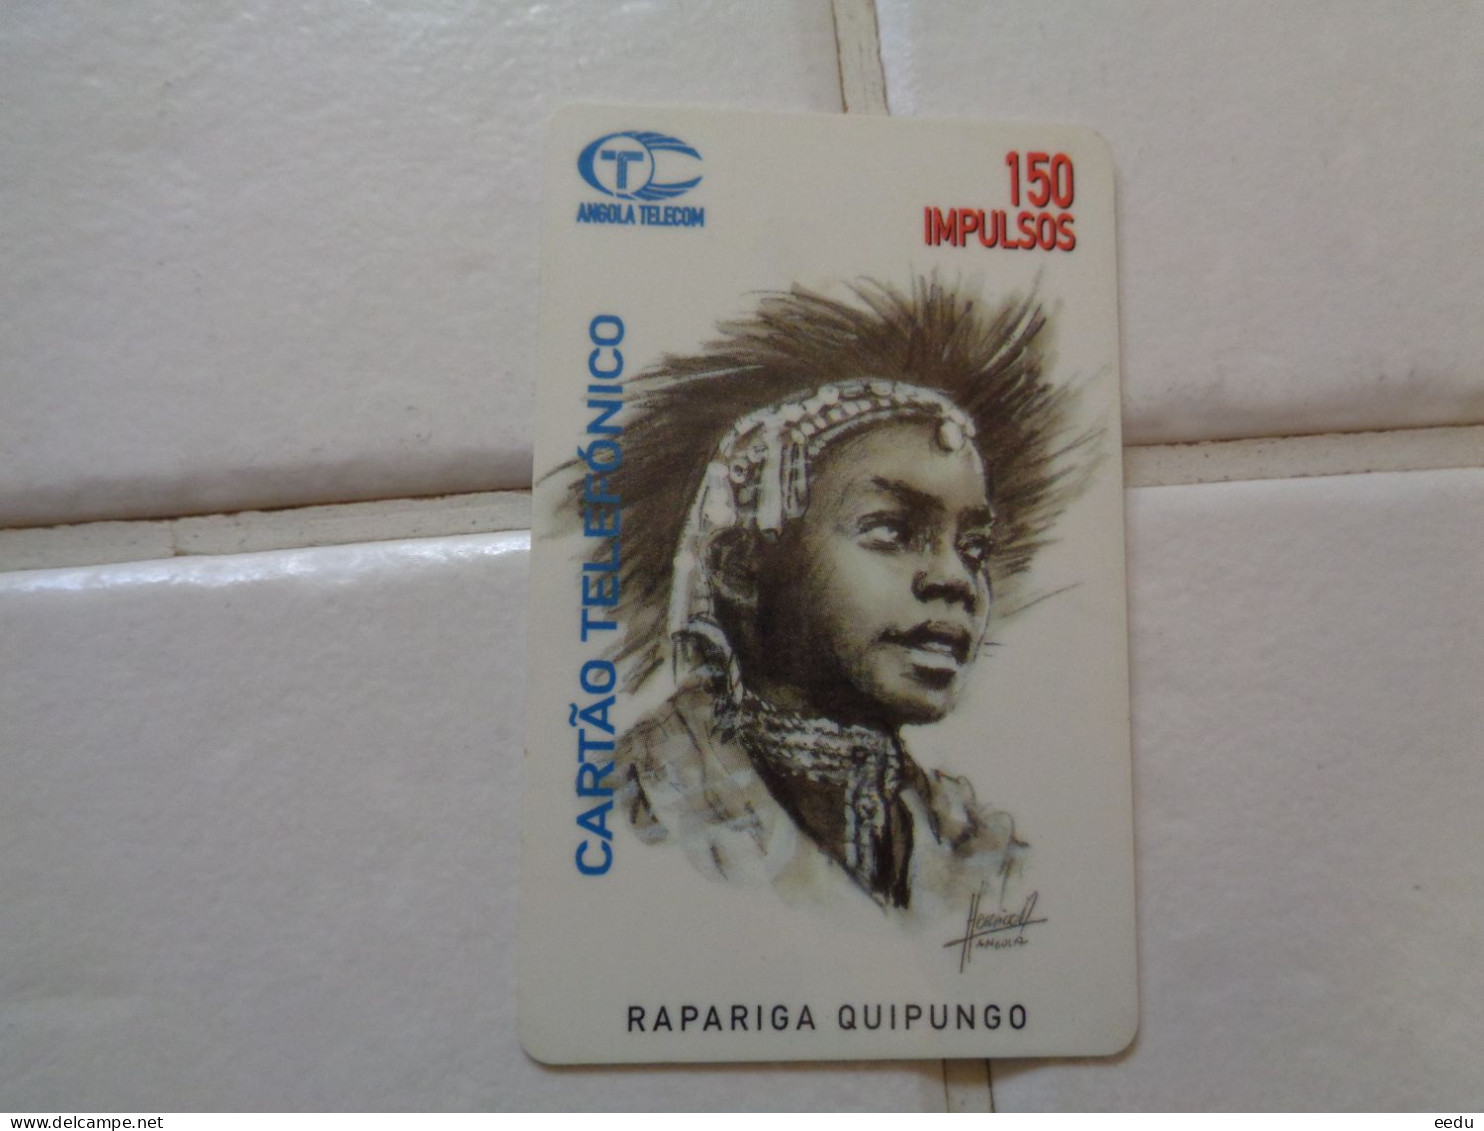 ANGOLA TELECOM
150
IMPULSOS
CARTÃO TELEFÓNICO
ANGOLA
RAPARIGA QUIPUNGO
www.delcampe.net
eedu